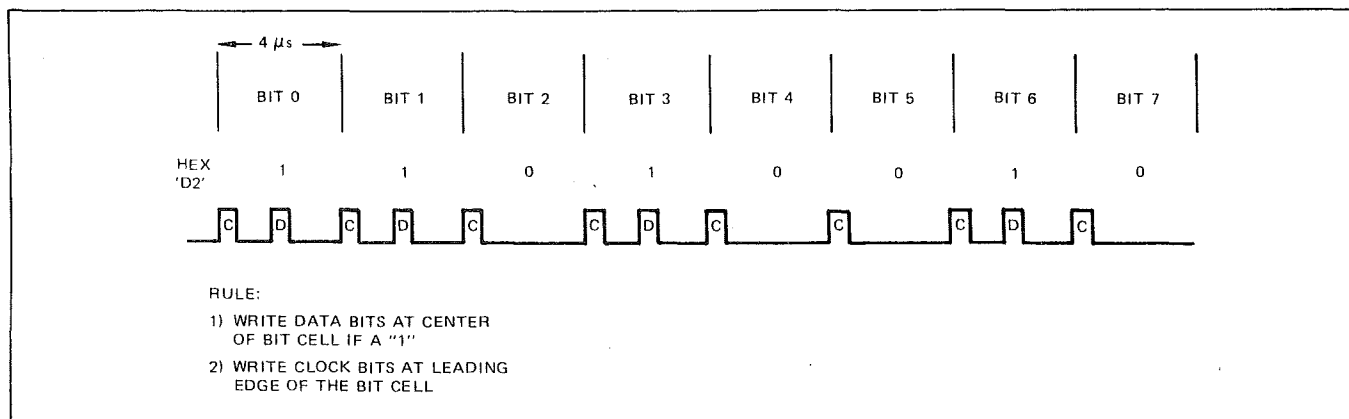 4 μs
BIT 0 BIT 1 BIT 2 BIT 3 BIT 4 BIT 5 BIT 6 BIT 7
HEX 1 1 0 1 0 0 1 0
'D2'
C D C D C C D C C C D C
RULE:
1) WRITE DATA BITS AT CENTER
OF BIT CELL IF A "1"
2) WRITE CLOCK BITS AT LEADING
EDGE OF THE BIT CELL